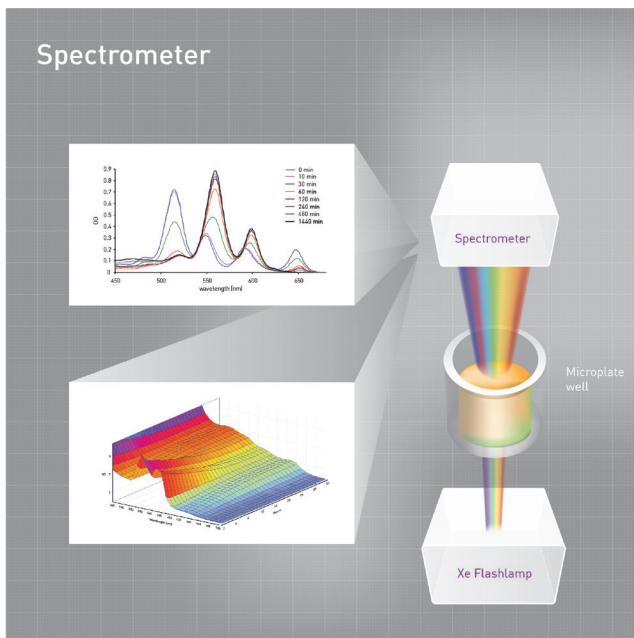 Spectrometer
0.9
0.8
0.7
0.6
0.5
0.4
0.3
0.2
0.1
0
OD
450 500 550 600 650
wavelength [nm]
0 min
10 min
30 min
60 min
120 min
240 min
480 min
1440 min
Spectrometer
Microplate
well
Xe Flashlamp